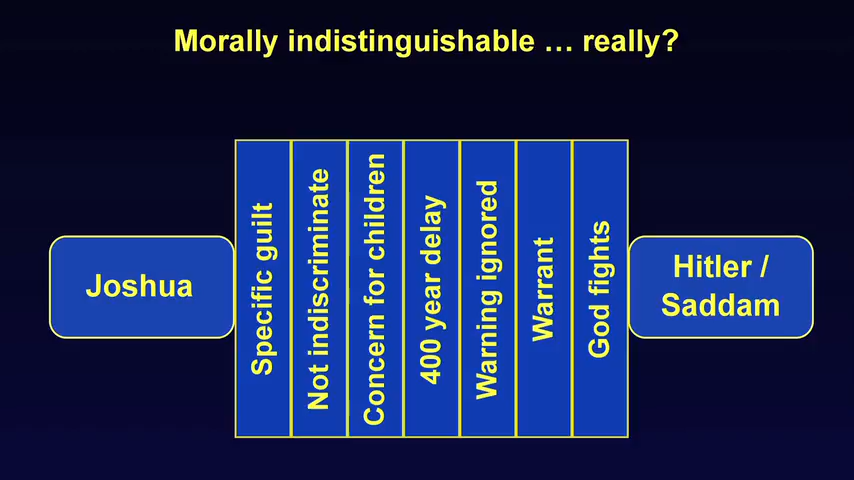 Morally indistinguishable … really?
Joshua
Specific guilt
Not indiscriminate
Concern for children
400 year delay
Warning ignored
Warrant
God fights
Hitler /
Saddam